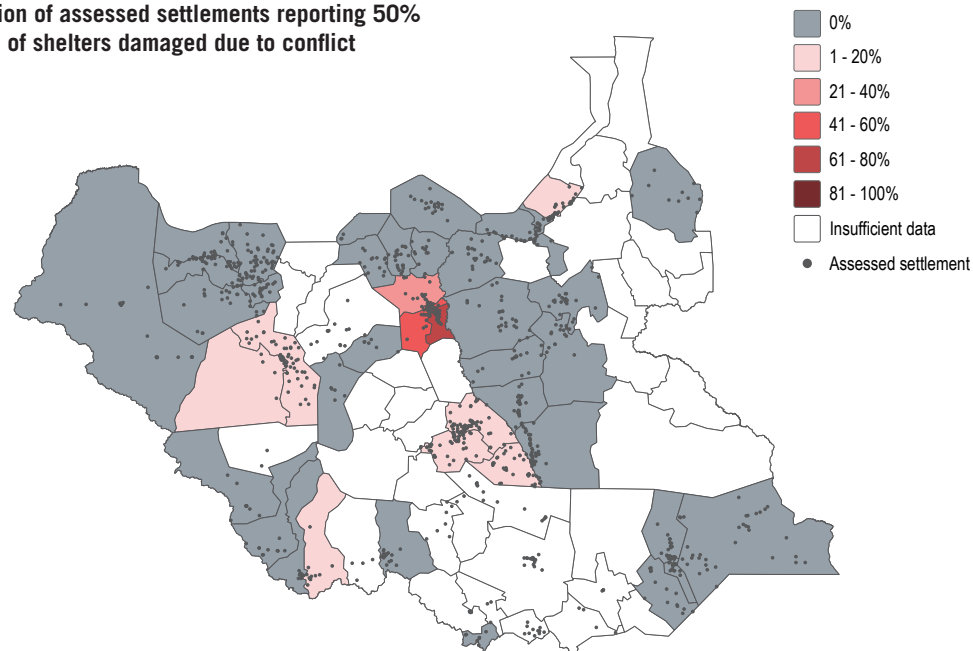 of assessed settlements reporting 50%
of shelters damaged due to conflict
0%
1 - 20%
21 - 40%
41 - 60%
61 - 80%
81 - 100%
Insufficient data
Assessed settlement